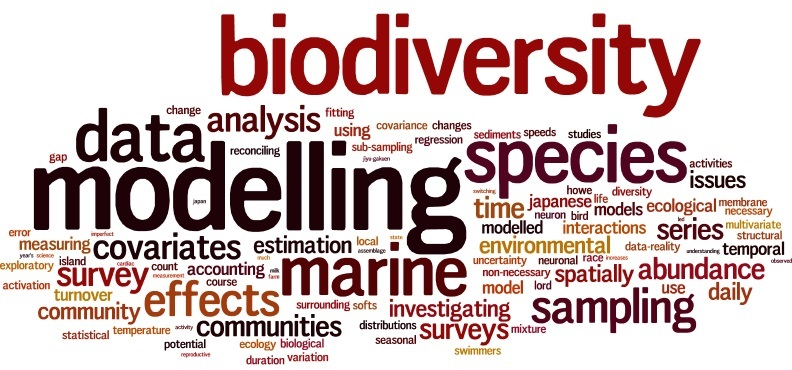 biodiversity
change analysis fitting
data using covariance changes
gap reconciling sub-sampling regression sediments speeds studies
jiyu-gakuen species activities
modelling switching howe diversity issues
japan time japanese life models ecological membrane
neuron bird necessary
error imperfect modelled interactions series led multivariate
measuring covariates estimation local state environmental data-reality structural
year's science much assemblage understanding temporal
exploratory island cardiac count accounting marine uncertainty neuronal race increases observed
survey measurement milk non-necessary spatially abundance
activation course farm model lord use daily
turnover effects surrounding softs investigating sampling
community communities distributions surveys mixture
statistical temperature activity seasonal
potential ecology biological swimmers
reproductive duration variation